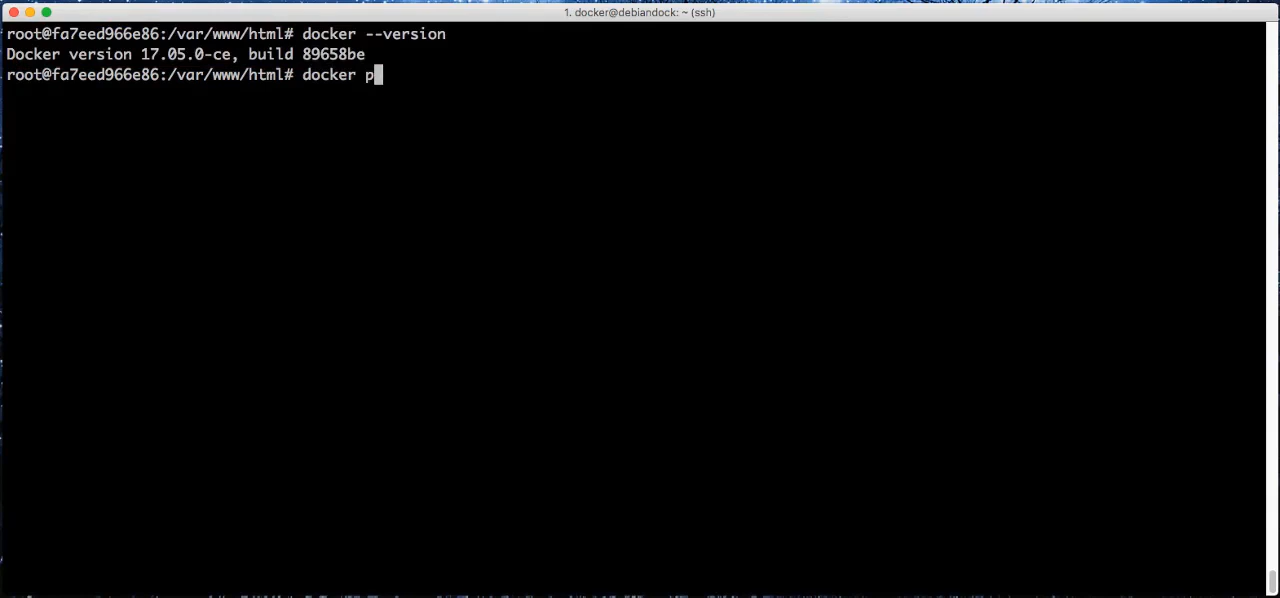 1. docker@debiandock: ~ (ssh)
root@fa7eed966e86:/var/www/html# docker --version
Docker version 17.05.0-ce, build 89658be
root@fa7eed966e86:/var/www/html# docker p